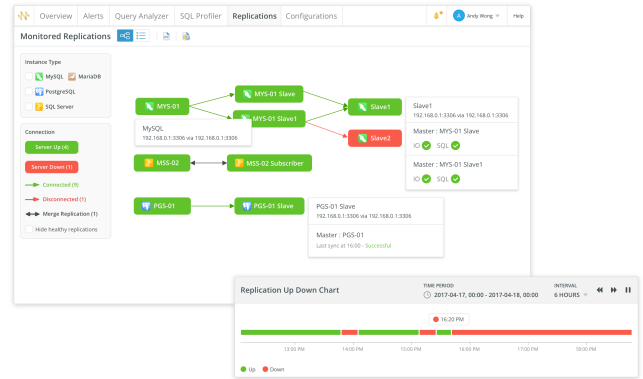 Overview Alerts Query Analyzer SQL Profiler Replications Configurations A Andy Wong Help
Monitored Replications
Instance Type
MySQL MariaDB
PostgreSQL
SQL Server
Connection
Server Up (4)
Server Down (1)
Connected (9)
Disconnected (1)
Merge Replication (1)
Hide healthy replications
MYS-01
MYS-01 Slave
MYS-01 Slave1
Slave1
Slave2
MySQL
192.168.0.1:3306 via 192.168.0.1:3306
Slave1
192.168.0.1:3306 via 192.168.0.1:3306
Master : MYS-01 Slave
IO SQL
Master : MYS-01 Slave1
IO SQL
MSS-02
MSS-02 Subscriber
PGS-01
PGS-01 Slave
PGS-01 Slave
192.168.0.1:3306 via 192.168.0.1:3306
Master : PGS-01
Last sync at 16:00 - Successful
Replication Up Down Chart
TIME PERIOD
2017-04-17, 00:00 - 2017-04-18, 00:00
INTERVAL
6 HOURS
16:20 PM
13:00 PM 14:00 PM 15:00 PM 16:00 PM 17:00 PM 18:00 PM
Up Down